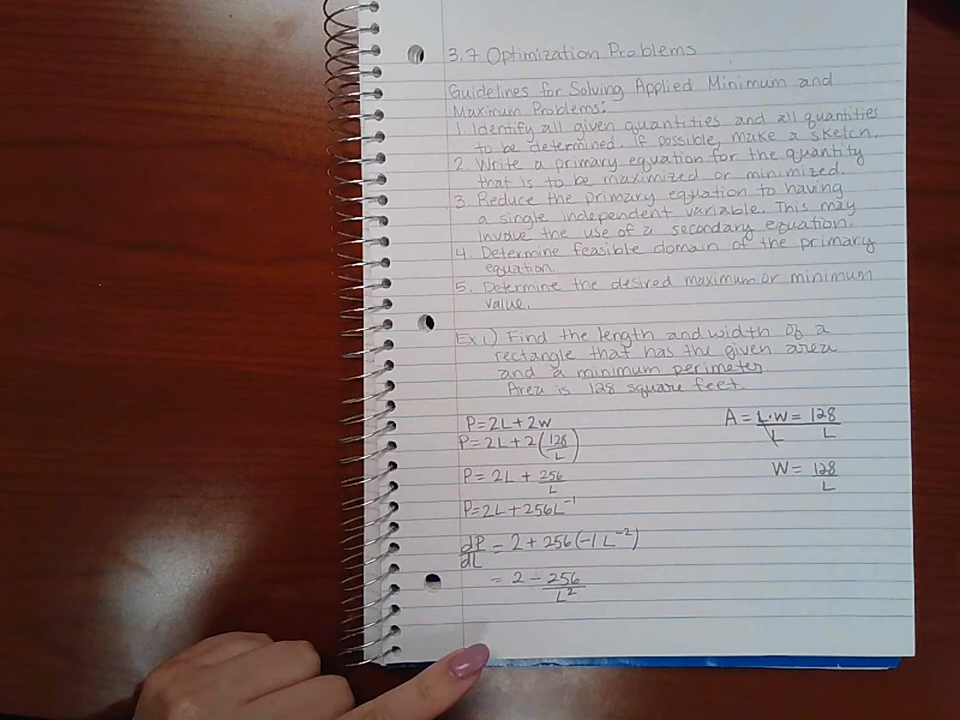 3.7 Optimization Problems
Guidelines for Solving Applied Minimum and
Maximum Problems:
1. Identify all given quantities and all quantities
to be determined. If possible, make a sketch.
2. Write a primary equation for the quantity
that is to be maximized or minimized.
3. Reduce the primary equation to having
a single independent variable. This may
involve the use of a secondary equation.
4. Determine feasible domain of the primary
equation.
5. Determine the desired maximum or minimum
value.
Ex 1) Find the length and width of a
rectangle that has the given area
and a minimum perimeter.
Area is 128 square feet.
P = 2L + 2W
P = 2L + 2(128/L)
P = 2L + 256/L
P = 2L + 256L⁻¹
dP/dL = 2 + 256(-1L⁻²)
= 2 - 256/L²
A = L·W/L = 128/L
W = 128/L